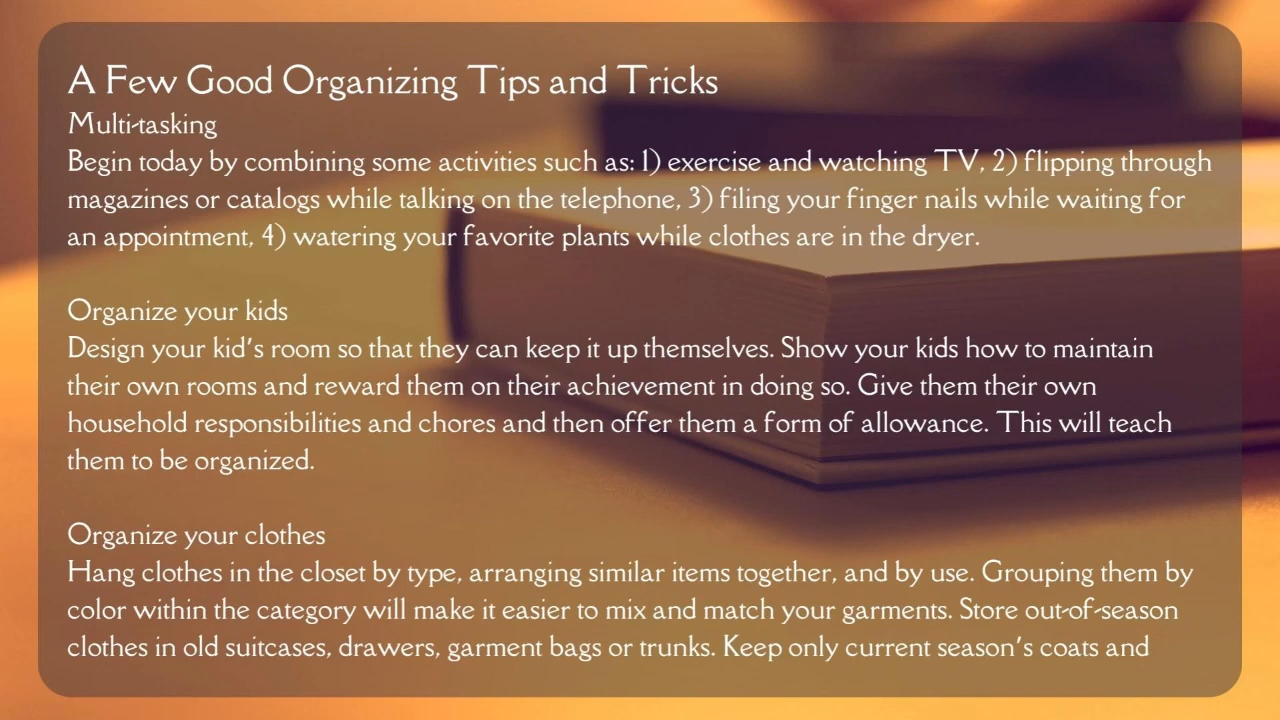 A Few Good Organizing Tips and Tricks
Multi-tasking
Begin today by combining some activities such as: 1) exercise and watching TV, 2) flipping through
magazines or catalogs while talking on the telephone, 3) filing your finger nails while waiting for
an appointment, 4) watering your favorite plants while clothes are in the dryer.
Organize your kids
Design your kid's room so that they can keep it up themselves. Show your kids how to maintain
their own rooms and reward them on their achievement in doing so. Give them their own
household responsibilities and chores and then offer them a form of allowance. This will teach
them to be organized.
Organize your clothes
Hang clothes in the closet by type, arranging similar items together, and by use. Grouping them by
color within the category will make it easier to mix and match your garments. Store out-of-season
clothes in old suitcases, drawers, garment bags or trunks. Keep only current season's coats and